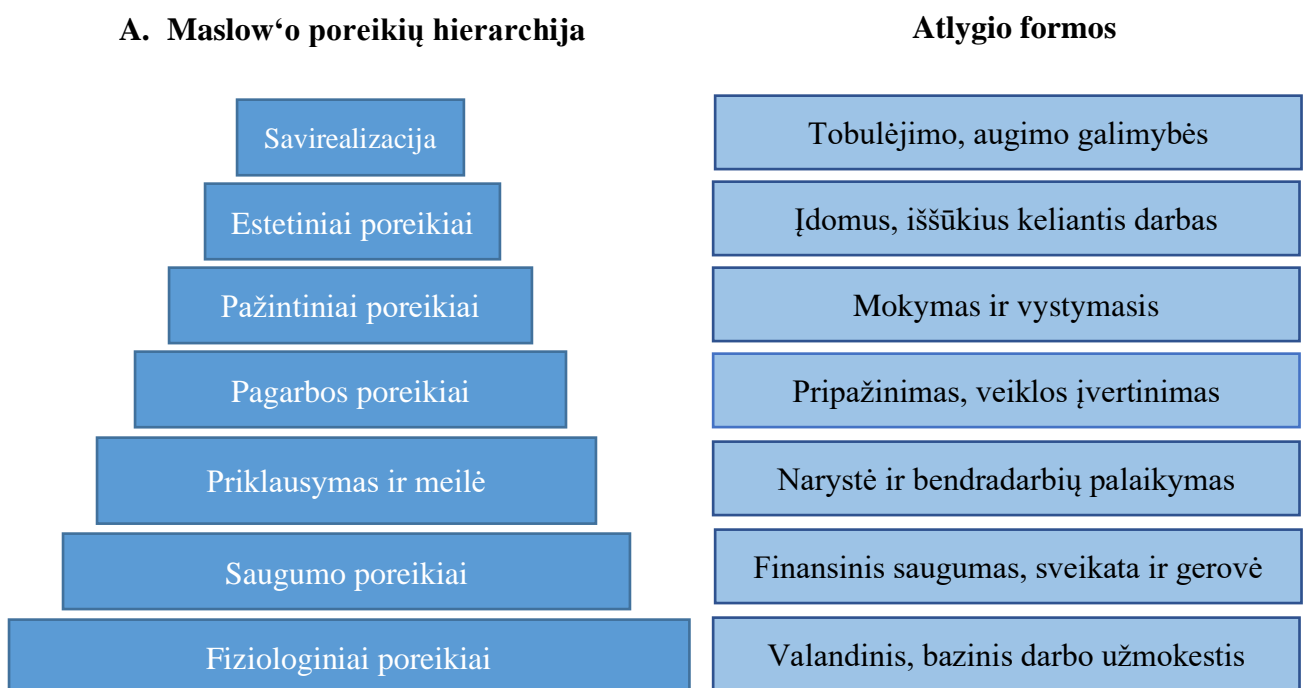 A. Maslow‘o poreikių hierarchija
Atlygio formos
Savirealizacija
Tobulėjimo, augimo galimybės
Estetiniai poreikiai
Įdomus, iššūkius keliantis darbas
Pažintiniai poreikiai
Mokymas ir vystymasis
Pagarbos poreikiai
Pripažinimas, veiklos įvertinimas
Priklausymas ir meilė
Narystė ir bendradarbių palaikymas
Saugumo poreikiai
Finansinis saugumas, sveikata ir gerovė
Fiziologiniai poreikiai
Valandinis, bazinis darbo užmokestis